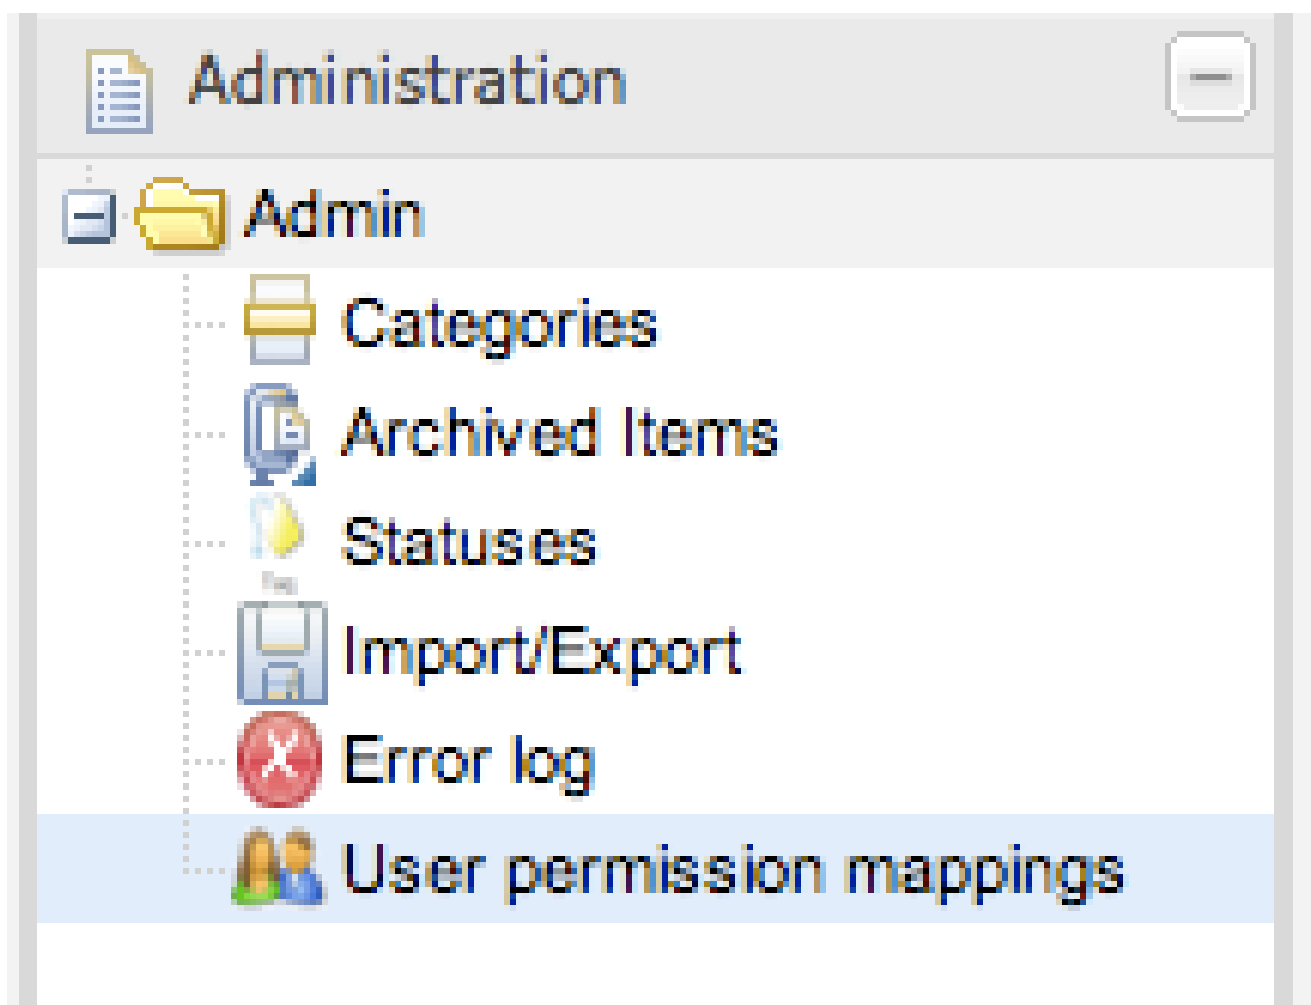 Administration
Admin
Categories
Archived Items
Statuses
Import/Export
Error log
User permission mappings